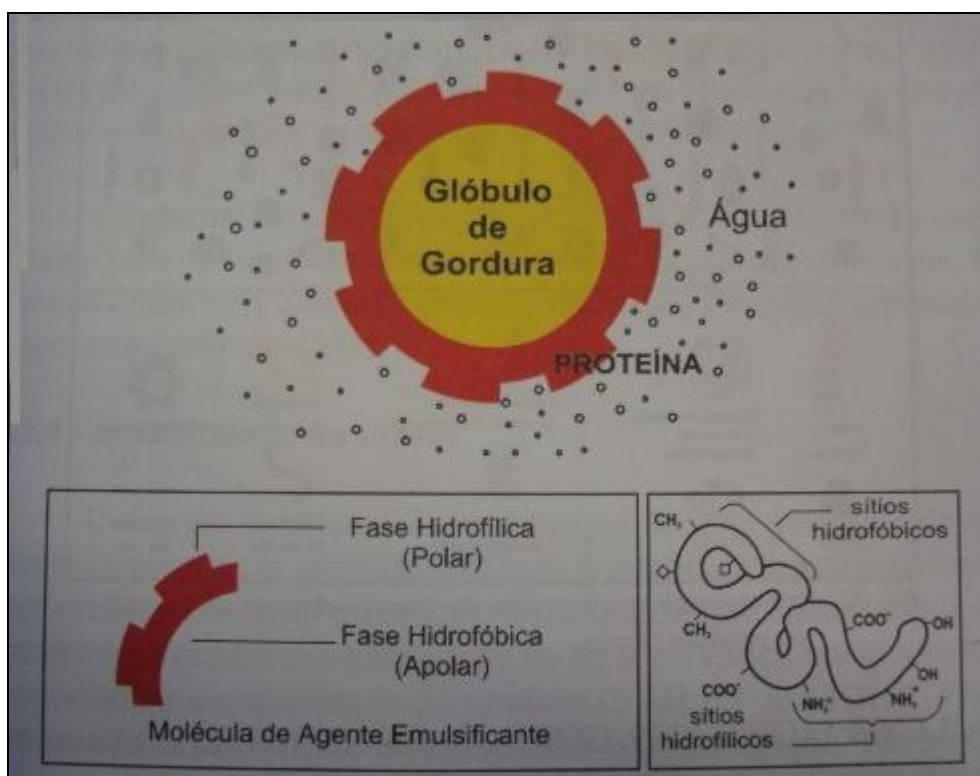 Glóbulo
de
Gordura
Água
PROTEÍNA
Fase Hidrofílica
(Polar)
Fase Hidrofóbica
(Apolar)
Molécula de Agente Emulsificante
sítios
hidrofóbicos
CH₃
CH₃
COO⁻
OH
OH
COO⁻
NH₃⁺
NH₃⁺
sítios
hidrofílicos